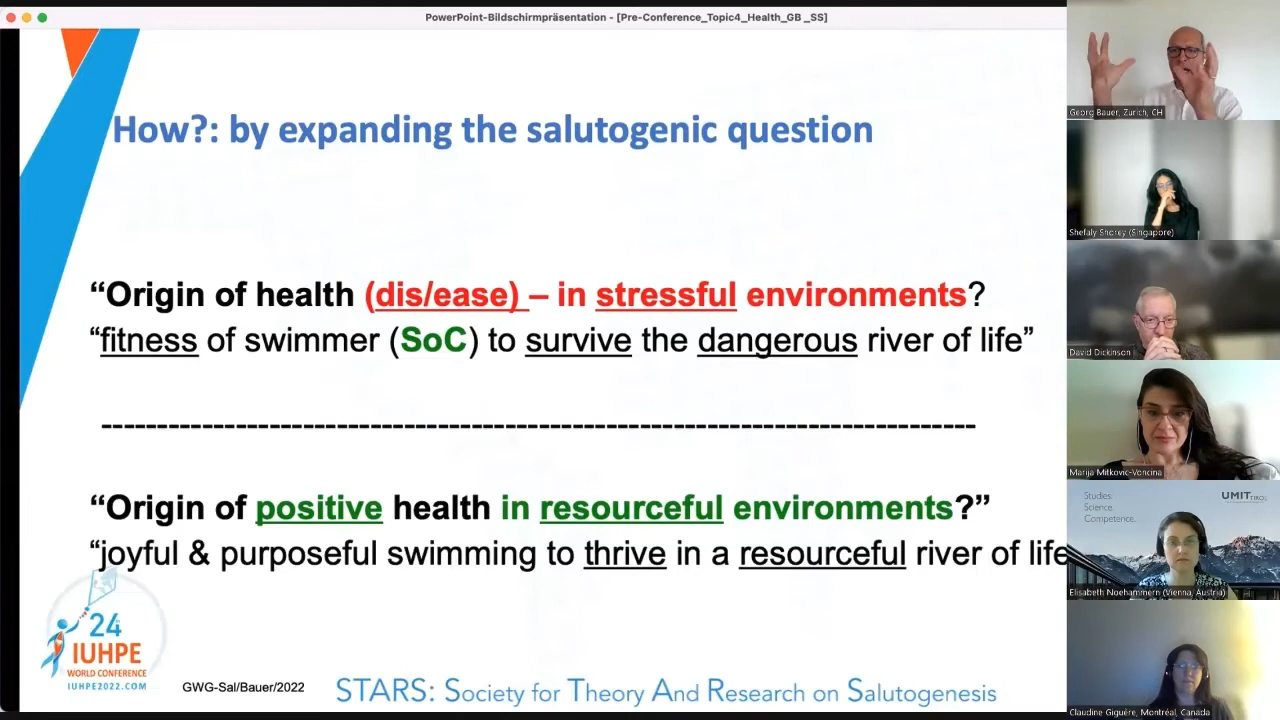 PowerPoint-Bildschirmpräsentation - [Pre-Conference_Topic4_Health_GB _SS]
How?: by expanding the salutogenic question
“Origin of health (dis/ease) – in stressful environments?
“fitness of swimmer (SoC) to survive the dangerous river of life”
“Origin of positive health in resourceful environments?”
“joyful & purposeful swimming to thrive in a resourceful river of life
24
IUHPE
WORLD CONFERENCE
IUHPE2022.COM
GWG-Sal/Bauer/2022
STARS: Society for Theory And Research on Salutogenesis
Georg Bauer, Zurich, CH
Shefaly Shorey (Singapore)
David Dickinson
Marija Mitkovic-Voncina
Studies.
Science.
Competence.
UMIT TIROL
Elisabeth Noehammern (Vienna, Austria)
Claudine Giguère, Montréal, Canada